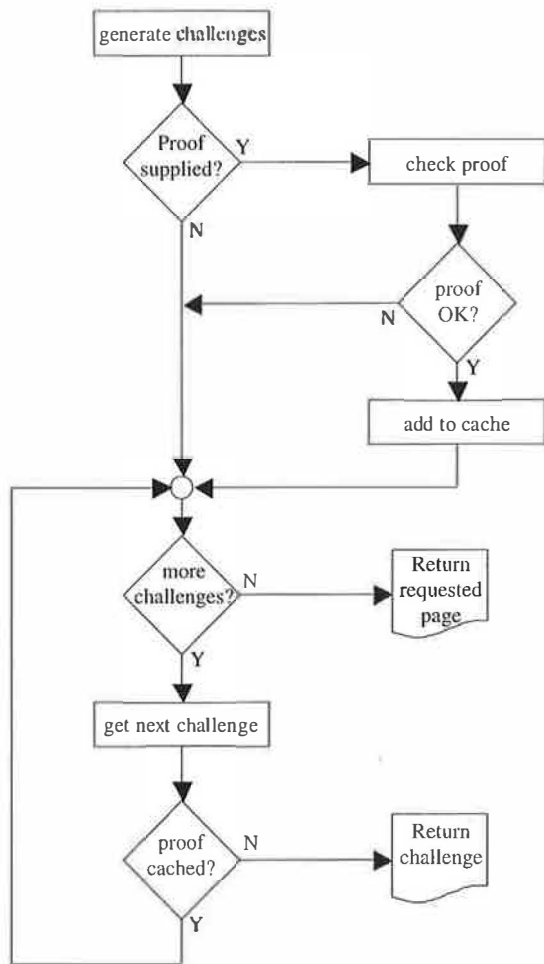 generate challenges
Proof
supplied?
Y
N
check proof
proof
OK?
N
Y
add to cache
more
challenges?
N
Y
Return
requested
page
get next challenge
proof
cached?
N
Y
Return
challenge